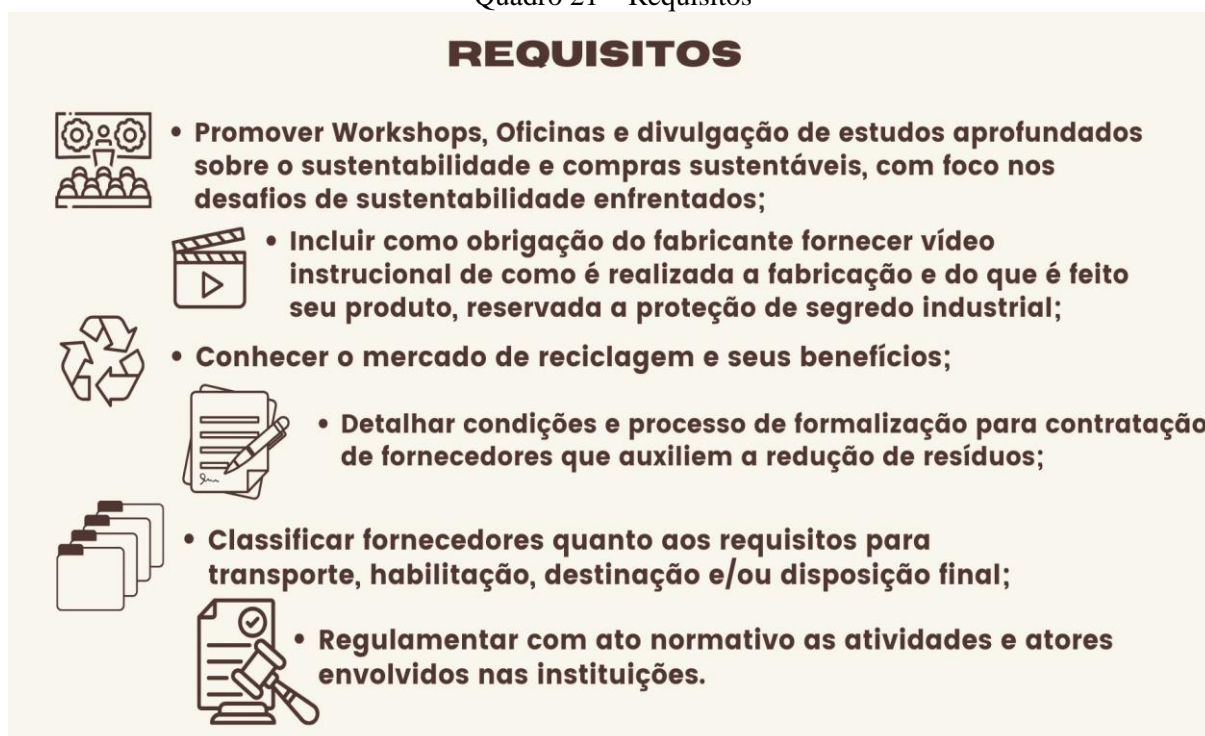 Quadro 21 – Requisitos
REQUISITOS
• Promover Workshops, Oficinas e divulgação de estudos aprofundados
sobre o sustentabilidade e compras sustentáveis, com foco nos
desafios de sustentabilidade enfrentados;
• Incluir como obrigação do fabricante fornecer vídeo
instrucional de como é realizada a fabricação e do que é feito
seu produto, reservada a proteção de segredo industrial;
• Conhecer o mercado de reciclagem e seus benefícios;
• Detalhar condições e processo de formalização para contratação
de fornecedores que auxiliem a redução de resíduos;
• Classificar fornecedores quanto aos requisitos para
transporte, habilitação, destinação e/ou disposição final;
• Regulamentar com ato normativo as atividades e atores
envolvidos nas instituições.